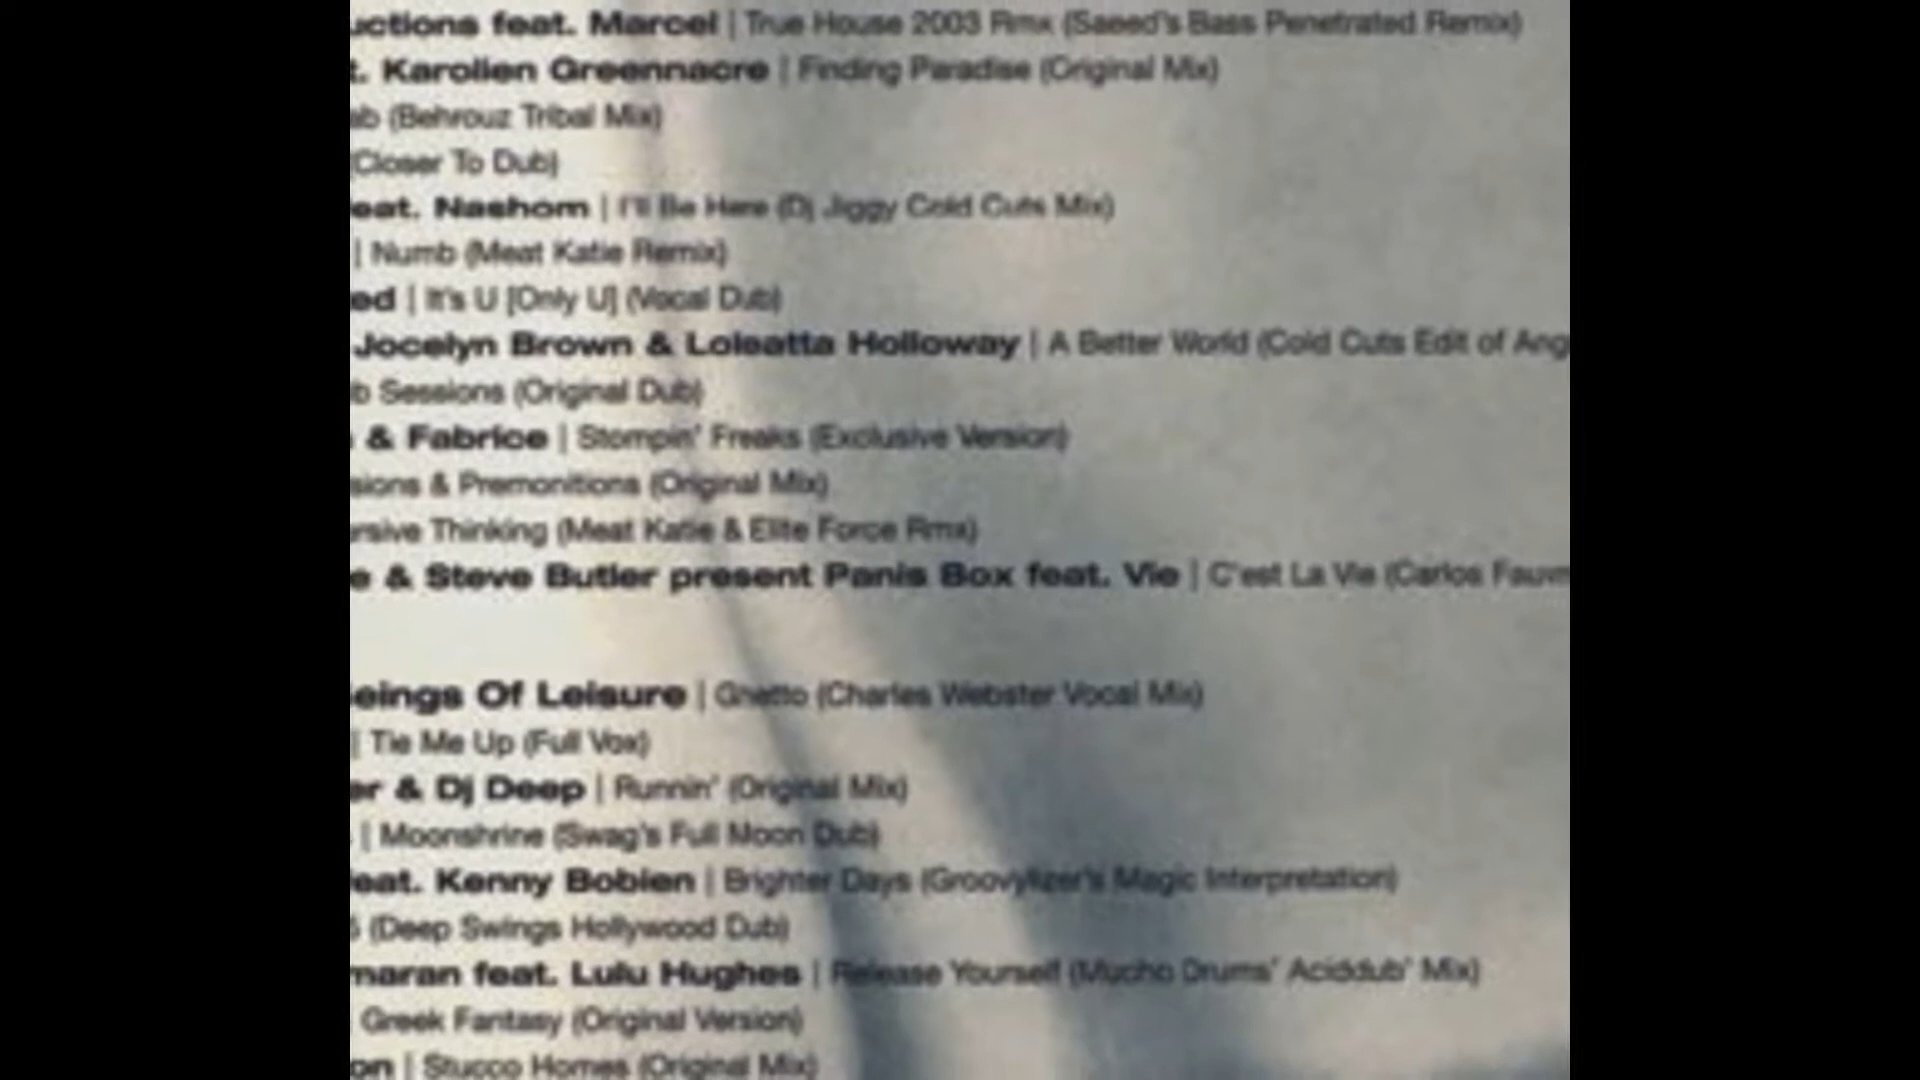 uctions feat. Marcel | True House 2003 Rmx (Saeed's Bass Penetrated Remix)
t. Karolien Greennacre | Finding Paradise (Original Mix)
ab (Behrouz Tribal Mix)
(Closer To Dub)
eat. Nashom | I'll Be Here (Dj Jiggy Cold Cuts Mix)
| Numb (Meat Katie Remix)
ed | It's U [Only U] (Vocal Dub)
Jocelyn Brown & Loleatta Holloway | A Better World (Cold Cuts Edit of Ang
b Sessions (Original Dub)
& Fabrice | Stompin' Freaks (Exclusive Version)
sions & Premonitions (Original Mix)
ersive Thinking (Meat Katie & Elite Force Rmx)
e & Steve Butler present Panis Box feat. Vie | C'est La Vie (Carlos Fauv
eings Of Leisure | Ghetto (Charles Webster Vocal Mix)
| Tie Me Up (Full Vox)
er & Dj Deep | Runnin' (Original Mix)
| Moonshrine (Swag's Full Moon Dub)
eat. Kenny Bobien | Brighter Days (Groovylizer's Magic Interpretation)
(Deep Swings Hollywood Dub)
maran feat. Lulu Hughes | Release Yourself (Mucho Drums' Aciddub' Mix)
Greek Fantasy (Original Version)
on | Stucco Homes (Original Mix)